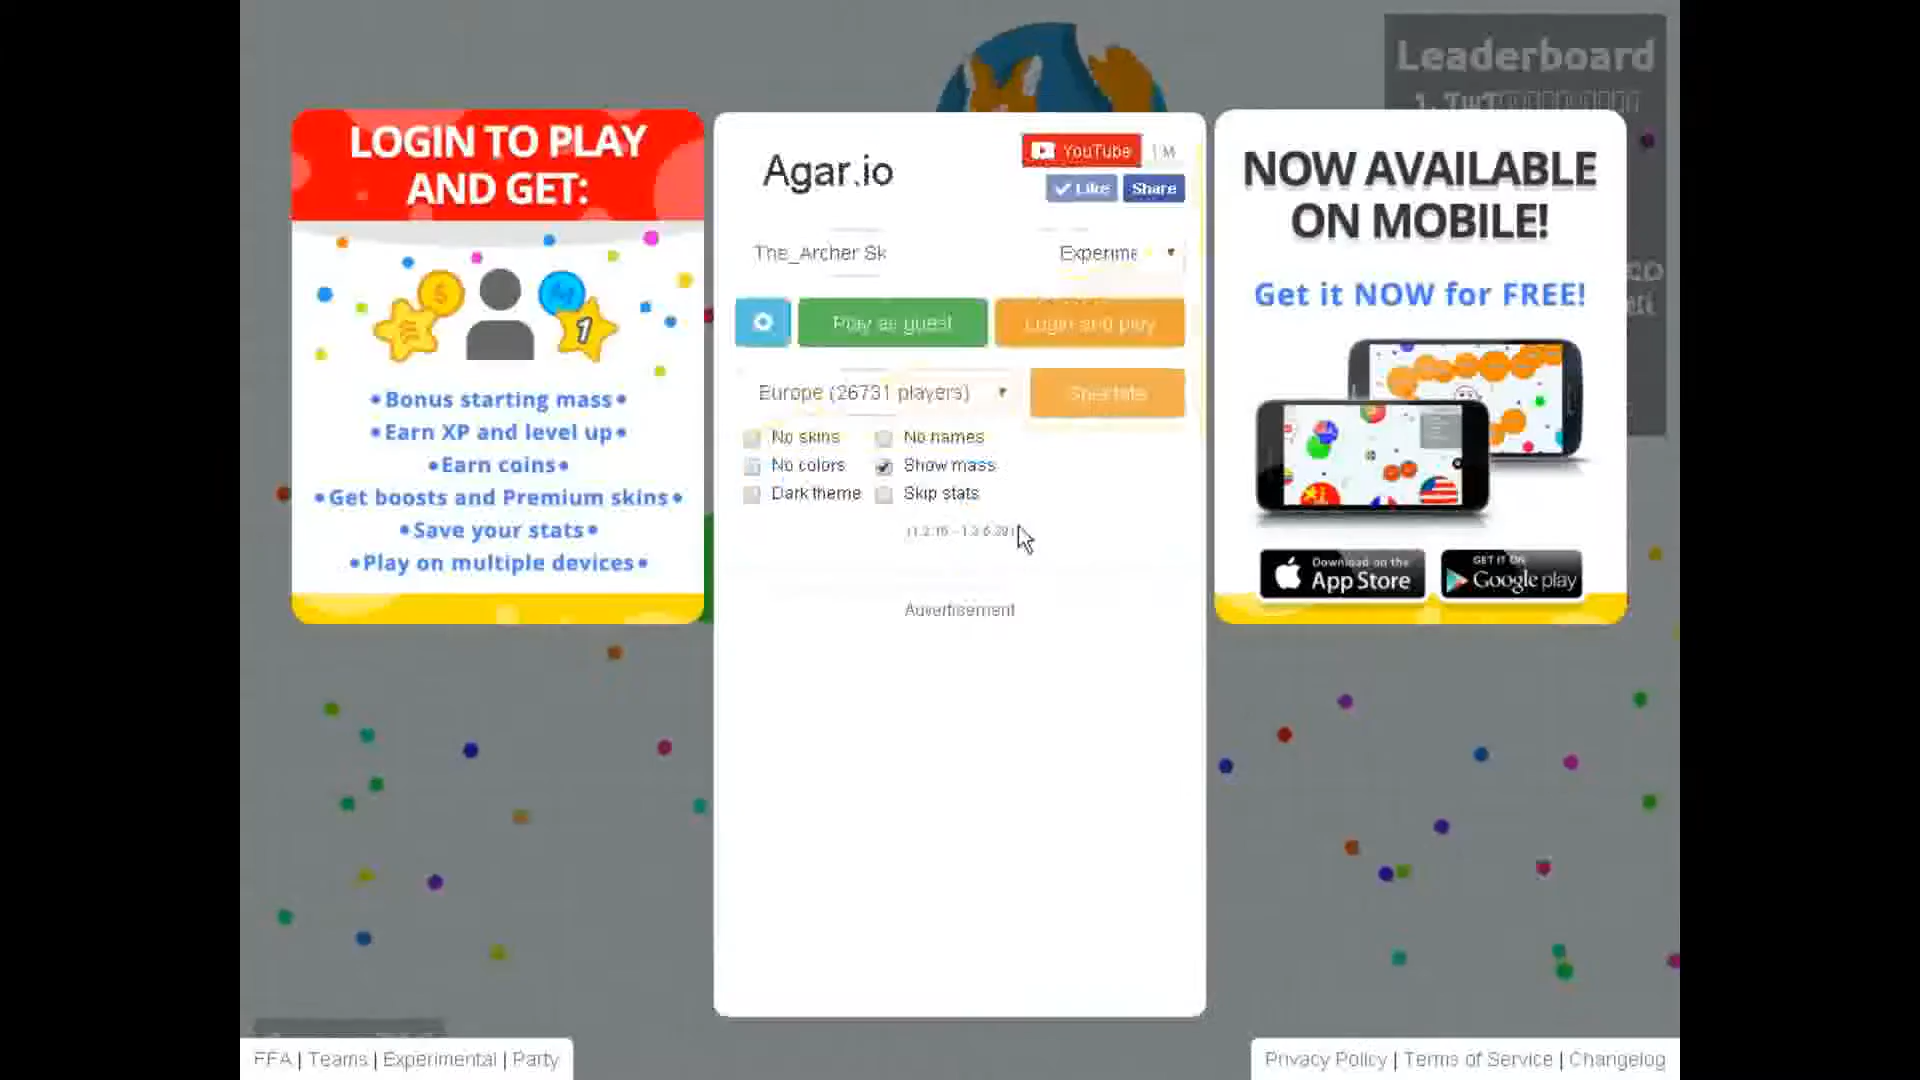 Leaderboard
LOGIN TO PLAY
AND GET:
$
1
•Bonus starting mass•
•Earn XP and level up•
•Earn coins•
•Get boosts and Premium skins•
•Save your stats•
•Play on multiple devices•
Agar.io
YouTube 1M
Like Share
The_Archer Sk
Experime
Play as guest
Login and play
Europe (26731 players)
Spectate
No skins No names
No colors Show mass
Dark theme Skip stats
Advertisement
NOW AVAILABLE
ON MOBILE!
Get it NOW for FREE!
Download on the
App Store
GET IT ON
Google play
FFA | Teams | Experimental | Party
Privacy Policy | Terms of Service | Changelog